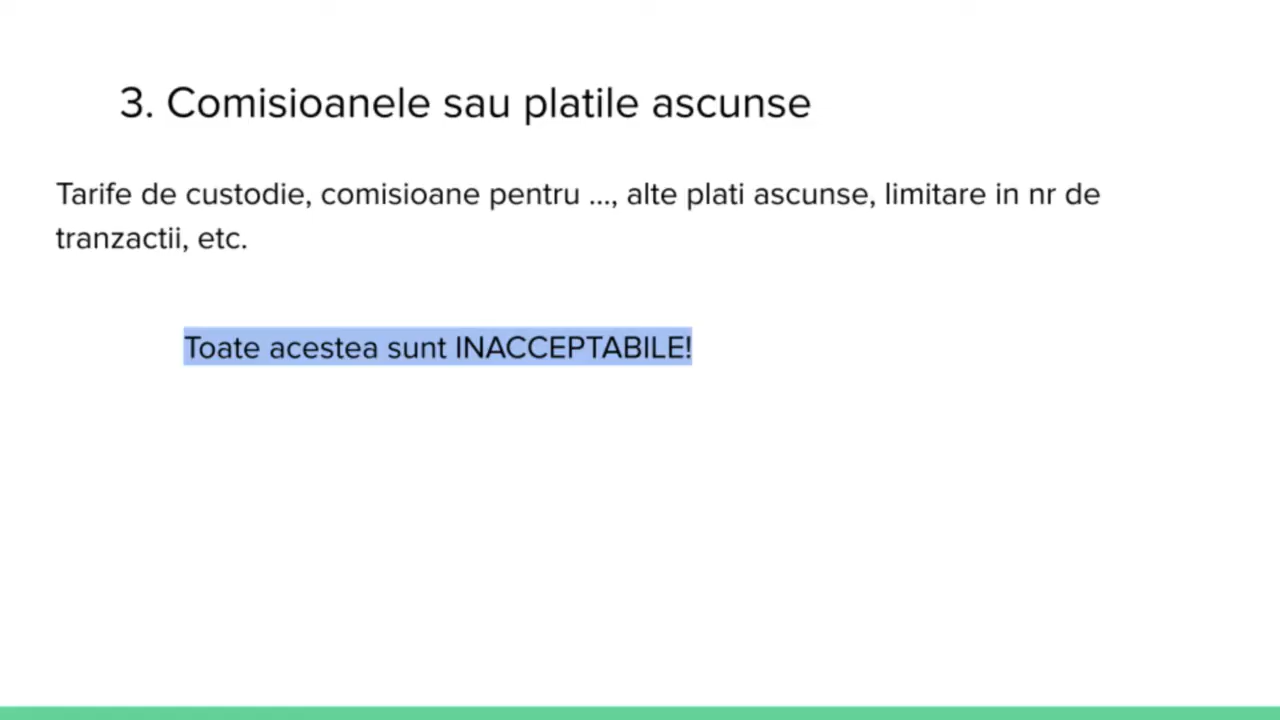 3. Comisioanele sau platile ascunse
Tarife de custodie, comisioane pentru ..., alte plati ascunse, limitare in nr de
tranzactii, etc.
Toate acestea sunt INACCEPTABILE!